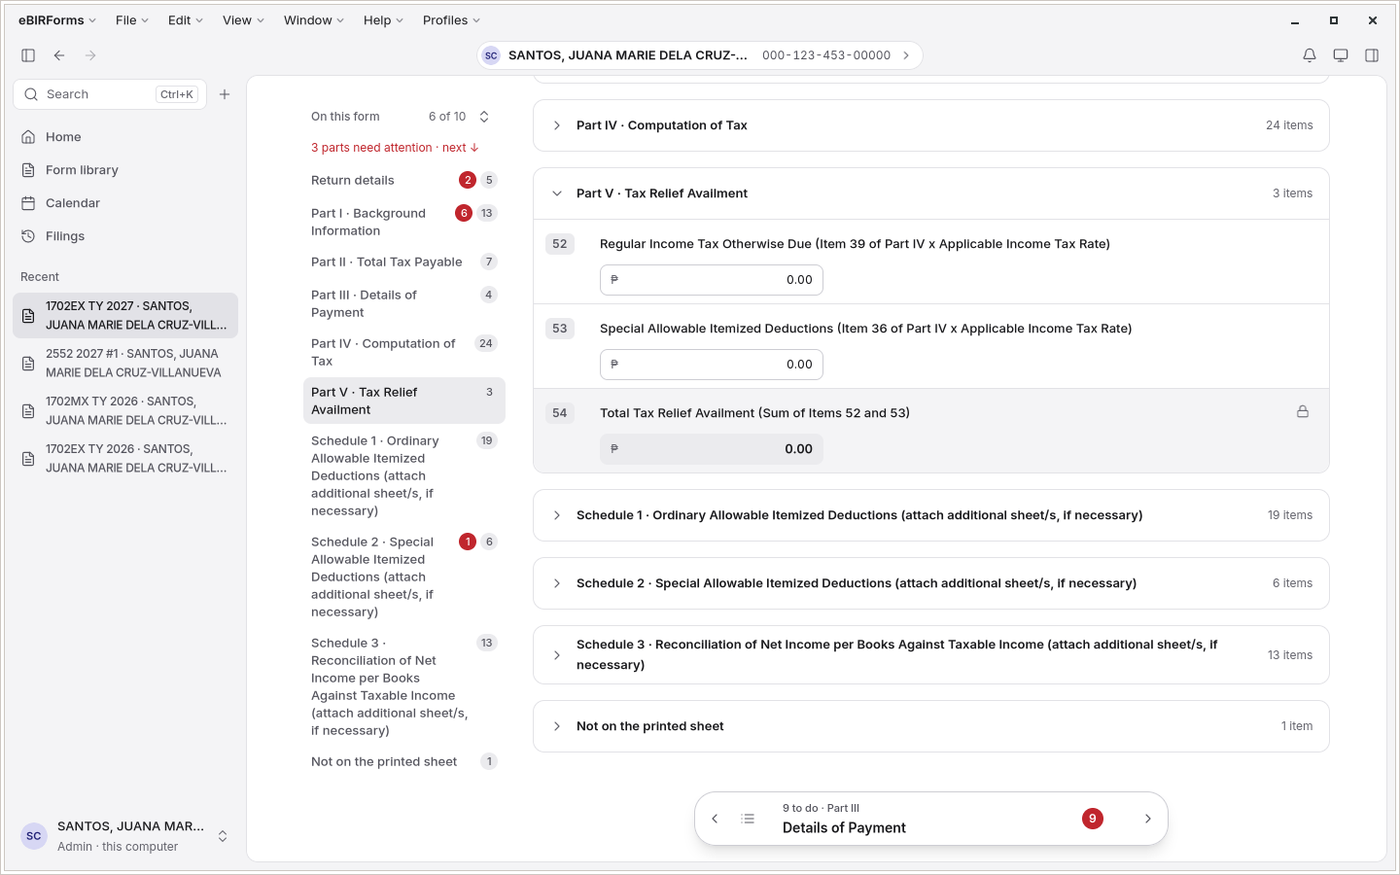 eBIRForms File Edit View Window Help Profiles
SC SANTOS, JUANA MARIE DELA CRUZ-... 000-123-453-00000
Search Ctrl+K
Home
Form library
Calendar
Filings
Recent
1702EX TY 2027 · SANTOS,
JUANA MARIE DELA CRUZ-VILL...
2552 2027 #1 · SANTOS, JUANA
MARIE DELA CRUZ-VILLANUEVA
1702MX TY 2026 · SANTOS,
JUANA MARIE DELA CRUZ-VILL...
1702EX TY 2026 · SANTOS,
JUANA MARIE DELA CRUZ-VILL...
SC SANTOS, JUANA MAR...
Admin · this computer
On this form 6 of 10
3 parts need attention · next ↓
Return details 2 5
Part I · Background 6 13
Information
Part II · Total Tax Payable 7
Part III · Details of 4
Payment
Part IV · Computation of 24
Tax
Part V · Tax Relief 3
Availment
Schedule 1 · Ordinary 19
Allowable Itemized
Deductions (attach
additional sheet/s, if
necessary)
Schedule 2 · Special 1 6
Allowable Itemized
Deductions (attach
additional sheet/s, if
necessary)
Schedule 3 · 13
Reconciliation of Net
Income per Books
Against Taxable Income
(attach additional sheet/s,
if necessary)
Not on the printed sheet 1
Part IV · Computation of Tax 24 items
Part V · Tax Relief Availment 3 items
52 Regular Income Tax Otherwise Due (Item 39 of Part IV x Applicable Income Tax Rate)
₱ 0.00
53 Special Allowable Itemized Deductions (Item 36 of Part IV x Applicable Income Tax Rate)
₱ 0.00
54 Total Tax Relief Availment (Sum of Items 52 and 53)
₱ 0.00
Schedule 1 · Ordinary Allowable Itemized Deductions (attach additional sheet/s, if necessary) 19 items
Schedule 2 · Special Allowable Itemized Deductions (attach additional sheet/s, if necessary) 6 items
Schedule 3 · Reconciliation of Net Income per Books Against Taxable Income (attach additional sheet/s, if
necessary) 13 items
Not on the printed sheet 1 item
9 to do · Part III
Details of Payment 9